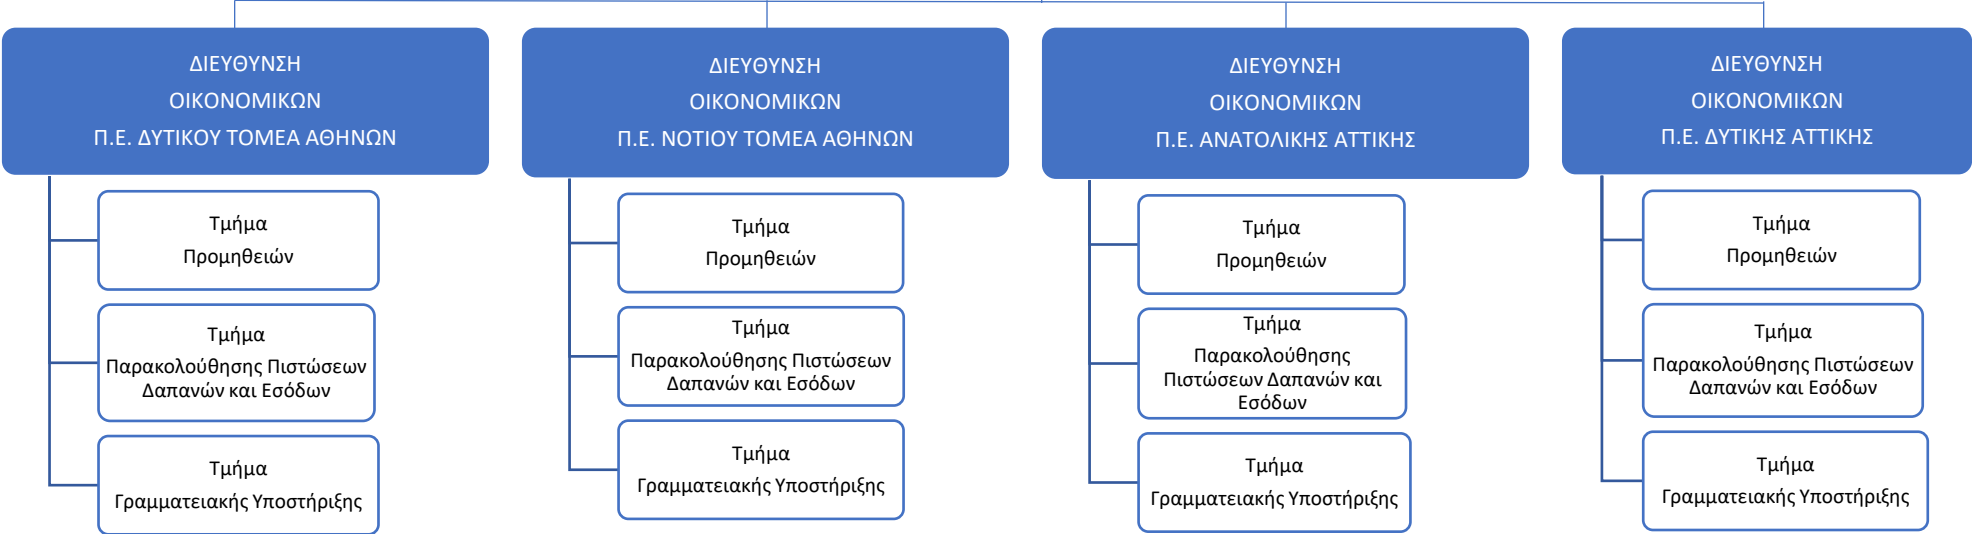 ΔΙΕΥΘΥΝΣΗ
ΟΙΚΟΝΟΜΙΚΩΝ
Π.Ε. ΔΥΤΙΚΟΥ ΤΟΜΕΑ ΑΘΗΝΩΝ
Τμήμα
Προμηθειών
Τμήμα
Παρακολούθησης Πιστώσεων
Δαπανών και Εσόδων
Τμήμα
Γραμματειακής Υποστήριξης
ΔΙΕΥΘΥΝΣΗ
ΟΙΚΟΝΟΜΙΚΩΝ
Π.Ε. ΝΟΤΙΟΥ ΤΟΜΕΑ ΑΘΗΝΩΝ
Τμήμα
Προμηθειών
Τμήμα
Παρακολούθησης Πιστώσεων
Δαπανών και Εσόδων
Τμήμα
Γραμματειακής Υποστήριξης
ΔΙΕΥΘΥΝΣΗ
ΟΙΚΟΝΟΜΙΚΩΝ
Π.Ε. ΑΝΑΤΟΛΙΚΗΣ ΑΤΤΙΚΗΣ
Τμήμα
Προμηθειών
Τμήμα
Παρακολούθησης
Πιστώσεων Δαπανών και
Εσόδων
Τμήμα
Γραμματειακής Υποστήριξης
ΔΙΕΥΘΥΝΣΗ
ΟΙΚΟΝΟΜΙΚΩΝ
Π.Ε. ΔΥΤΙΚΗΣ ΑΤΤΙΚΗΣ
Τμήμα
Προμηθειών
Τμήμα
Παρακολούθησης Πιστώσεων
Δαπανών και Εσόδων
Τμήμα
Γραμματειακής Υποστήριξης